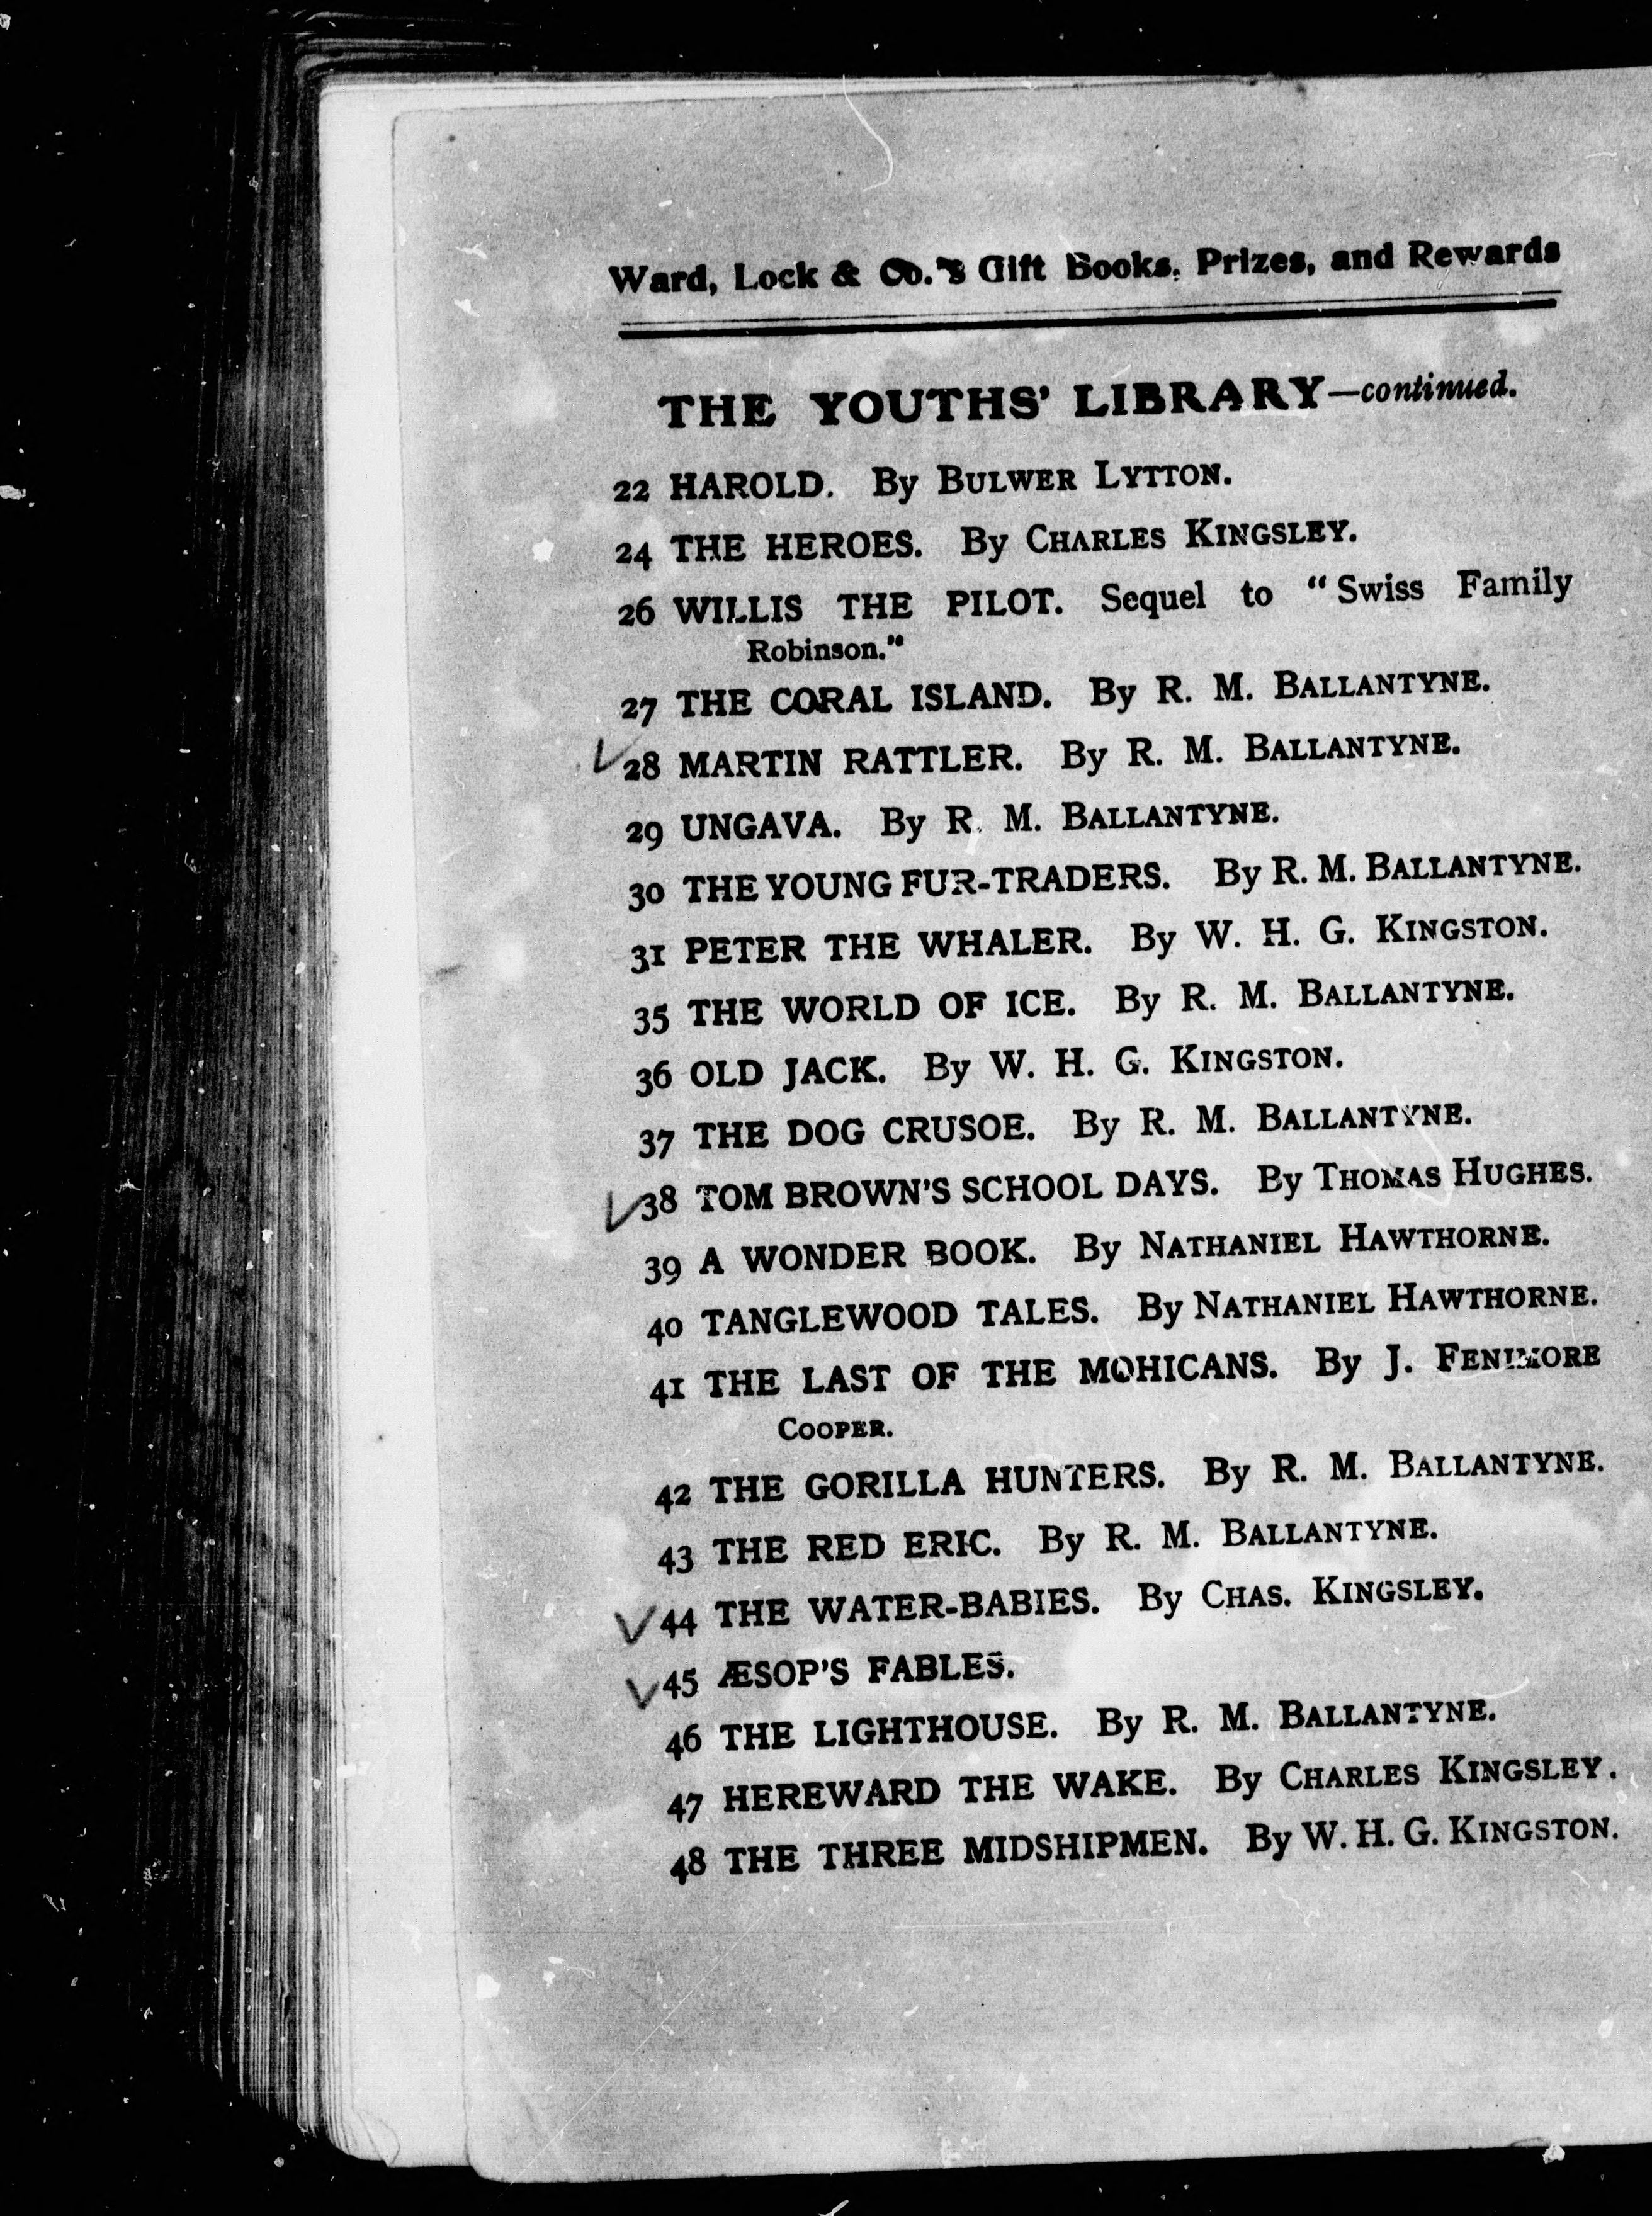 Ward, Lock & Co.'s Gift Books, Prizes, and Rewards
THE YOUTHS' LIBRARY—continued.
22 HAROLD. By BULWER LYTTON.
24 THE HEROES. By CHARLES KINGSLEY.
26 WILLIS THE PILOT. Sequel to "Swiss Family
Robinson."
27 THE CORAL ISLAND. By R. M. BALLANTYNE.
✓28 MARTIN RATTLER. By R. M. BALLANTYNE.
29 UNGAVA. By R. M. BALLANTYNE.
30 THE YOUNG FUR-TRADERS. By R. M. BALLANTYNE.
31 PETER THE WHALER. By W. H. G. KINGSTON.
35 THE WORLD OF ICE. By R. M. BALLANTYNE.
36 OLD JACK. By W. H. G. KINGSTON.
37 THE DOG CRUSOE. By R. M. BALLANTYNE.
✓38 TOM BROWN'S SCHOOL DAYS. By THOMAS HUGHES.
39 A WONDER BOOK. By NATHANIEL HAWTHORNE.
40 TANGLEWOOD TALES. By NATHANIEL HAWTHORNE.
41 THE LAST OF THE MOHICANS. By J. FENIMORE
COOPER.
42 THE GORILLA HUNTERS. By R. M. BALLANTYNE.
43 THE RED ERIC. By R. M. BALLANTYNE.
✓44 THE WATER-BABIES. By CHAS. KINGSLEY.
✓45 ÆSOP'S FABLES.
46 THE LIGHTHOUSE. By R. M. BALLANTYNE.
47 HEREWARD THE WAKE. By CHARLES KINGSLEY.
48 THE THREE MIDSHIPMEN. By W. H. G. KINGSTON.